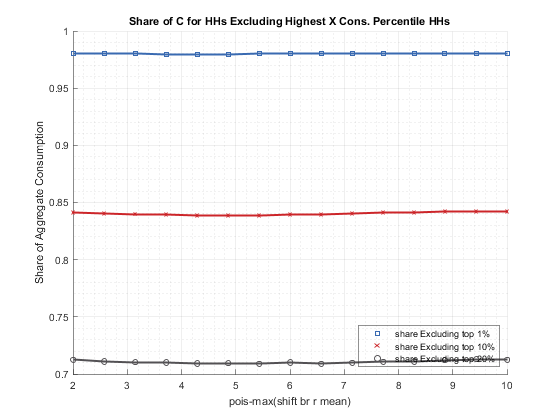 Share of C for HHs Excluding Highest X Cons. Percentile HHs
1
0.95
0.9
0.85
0.8
0.75
0.7
Share of Aggregate Consumption
share Excluding top 1%
share Excluding top 10%
share Excluding top 20%
2 3 4 5 6 7 8 9 10
pois-max(shift br r mean)